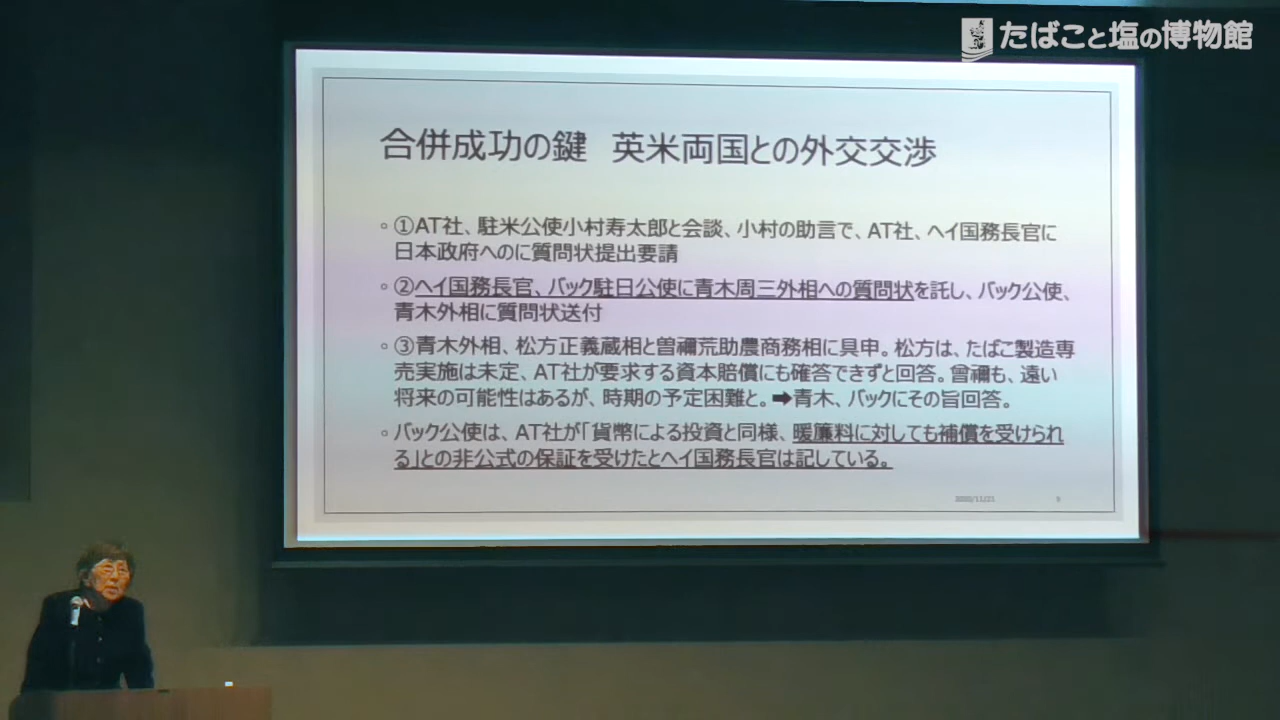 たばこと塩の博物館
合併成功の鍵 英米両国との外交交渉
①AT社、駐米公使小村寿太郎と会談、小村の助言で、AT社、ヘイ国務長官に
日本政府へのに質問状提出要請
②ヘイ国務長官、バック駐日公使に青木周三外相への質問状を託し、バック公使、
青木外相に質問状送付
③青木外相、松方正義蔵相と曽禰荒助農商務相に具申。松方は、たばこ製造専
売実施は未定、AT社が要求する資本賠償にも確答できずと回答。曾禰も、遠い
将来の可能性はあるが、時期の予定困難と。➡青木、バックにその旨回答。
バック公使は、AT社が「貨幣による投資と同様、暖簾料に対しても補償を受けられ
る」との非公式の保証を受けたとヘイ国務長官は記している。
2020/11/21
9